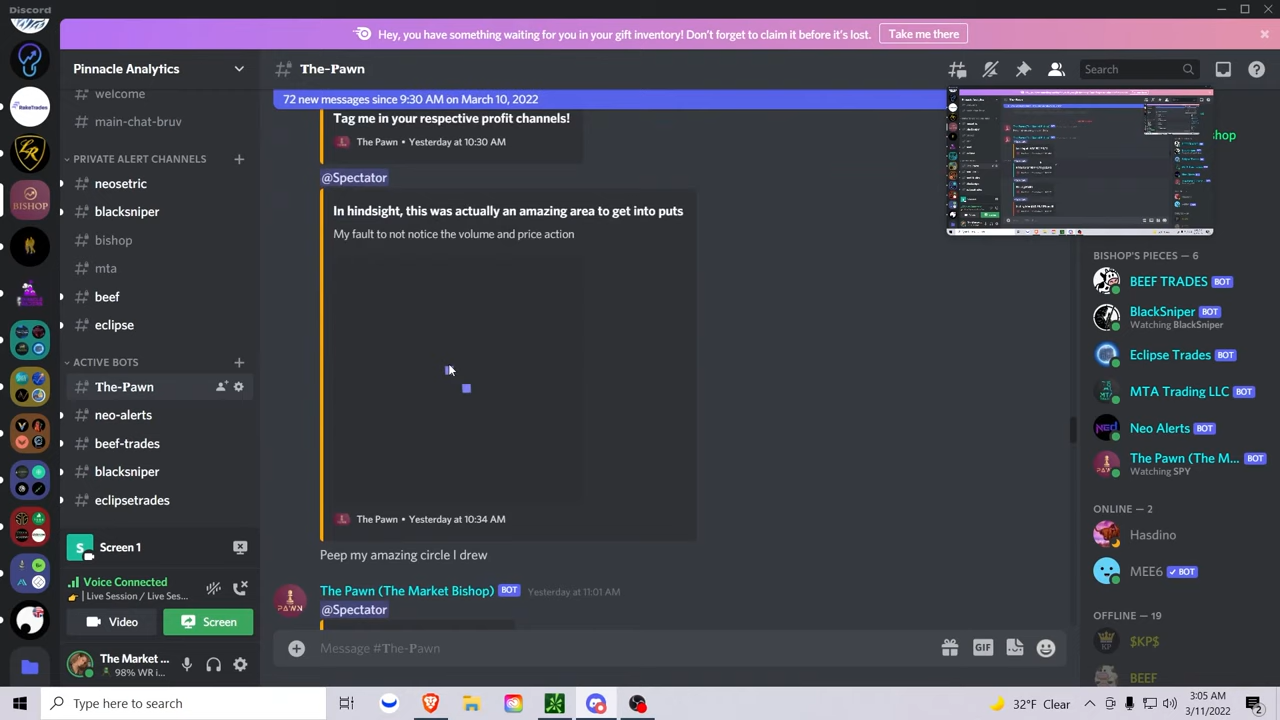 Discord
Hey, you have something waiting for you in your gift inventory! Don't forget to claim it before it's lost.
Take me there
Pinnacle Analytics
welcome
main-chat-bruv
PRIVATE ALERT CHANNELS
neosetric
blacksniper
bishop
mta
beef
eclipse
ACTIVE BOTS
The-Pawn
neo-alerts
beef-trades
blacksniper
eclipsetrades
Screen 1
Voice Connected
| Live Session / Live Ses...
Video
Screen
The Market ...
98% WR i...
RakeTrades
BISHOP
The-Pawn
Search
72 new messages since 9:30 AM on March 10, 2022
Tag me in your respective profit channels!
Pawn • Yesterday at 10:30 AM
@Spectator
hindsight, this was actually an amazing area to get into puts
My fault to not notice the volume and price action
The Pawn • Yesterday at 10:34 AM
Peep my amazing circle I drew
The Pawn (The Market Bishop) BOT Yesterday at 11:01 AM
@Spectator
PAWN
Message #The-Pawn
GIF
BISHOP'S PIECES — 6
BEEF TRADES BOT
BlackSniper BOT
Watching BlackSniper
Eclipse Trades BOT
MTA Trading LLC BOT
Neo Alerts BOT
The Pawn (The M... BOT
Watching SPY
ONLINE — 2
Hasdino
MEE6 BOT
OFFLINE — 19
$KP$
BEEF
Type here to search
32°F Clear
3:05 AM
3/11/2022
2